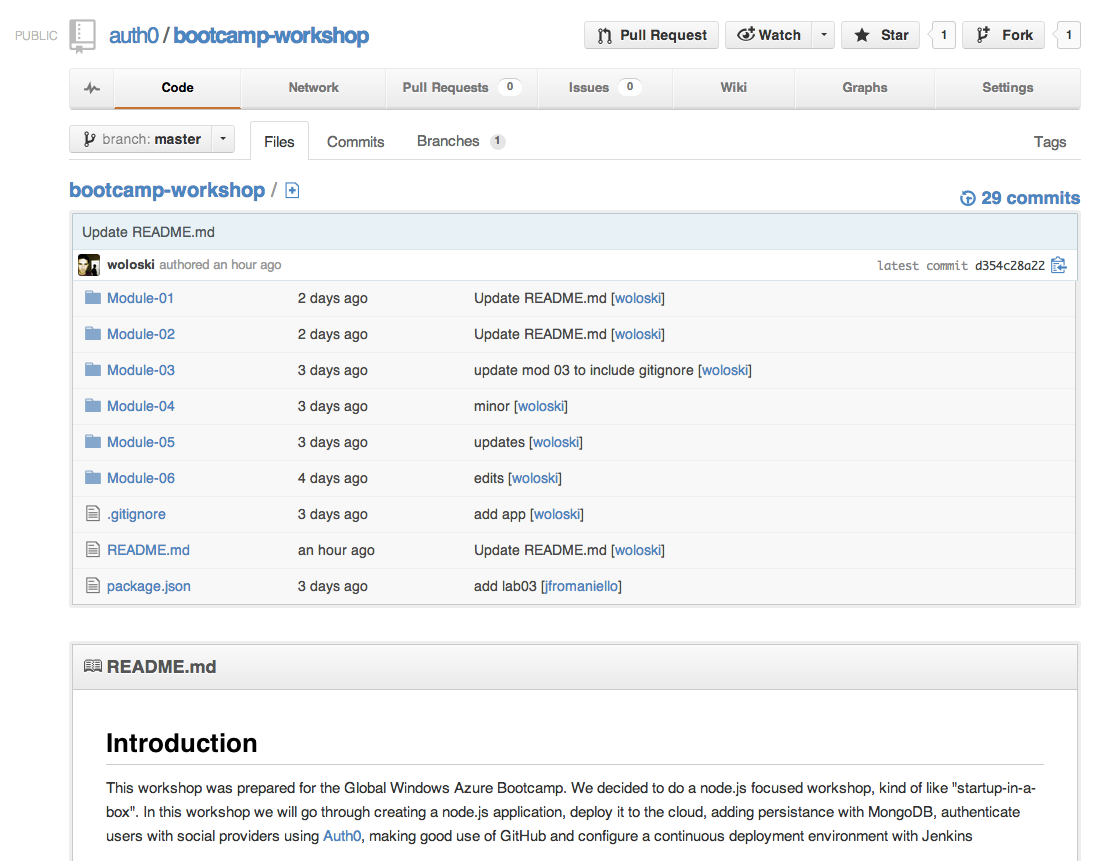 PUBLIC auth0 / bootcamp-workshop Pull Request Watch Star 1 Fork 1
Code Network Pull Requests 0 Issues 0 Wiki Graphs Settings
branch: master Files Commits Branches 1 Tags
bootcamp-workshop / 29 commits
Update README.md
woloski authored an hour ago latest commit d354c28a22
Module-01 2 days ago Update README.md [woloski]
Module-02 2 days ago Update README.md [woloski]
Module-03 3 days ago update mod 03 to include gitignore [woloski]
Module-04 3 days ago minor [woloski]
Module-05 3 days ago updates [woloski]
Module-06 4 days ago edits [woloski]
.gitignore 3 days ago add app [woloski]
README.md an hour ago Update README.md [woloski]
package.json 3 days ago add lab03 [jfromaniello]
README.md
Introduction
This workshop was prepared for the Global Windows Azure Bootcamp. We decided to do a node.js focused workshop, kind of like "startup-in-a-
box". In this workshop we will go through creating a node.js application, deploy it to the cloud, adding persistance with MongoDB, authenticate
users with social providers using Auth0, making good use of GitHub and configure a continuous deployment environment with Jenkins